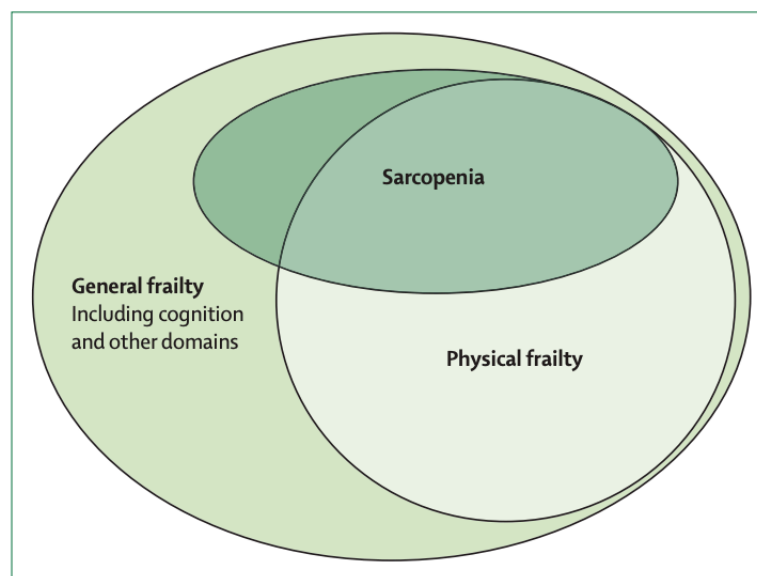 Sarcopenia
General frailty
Including cognition
and other domains
Physical frailty